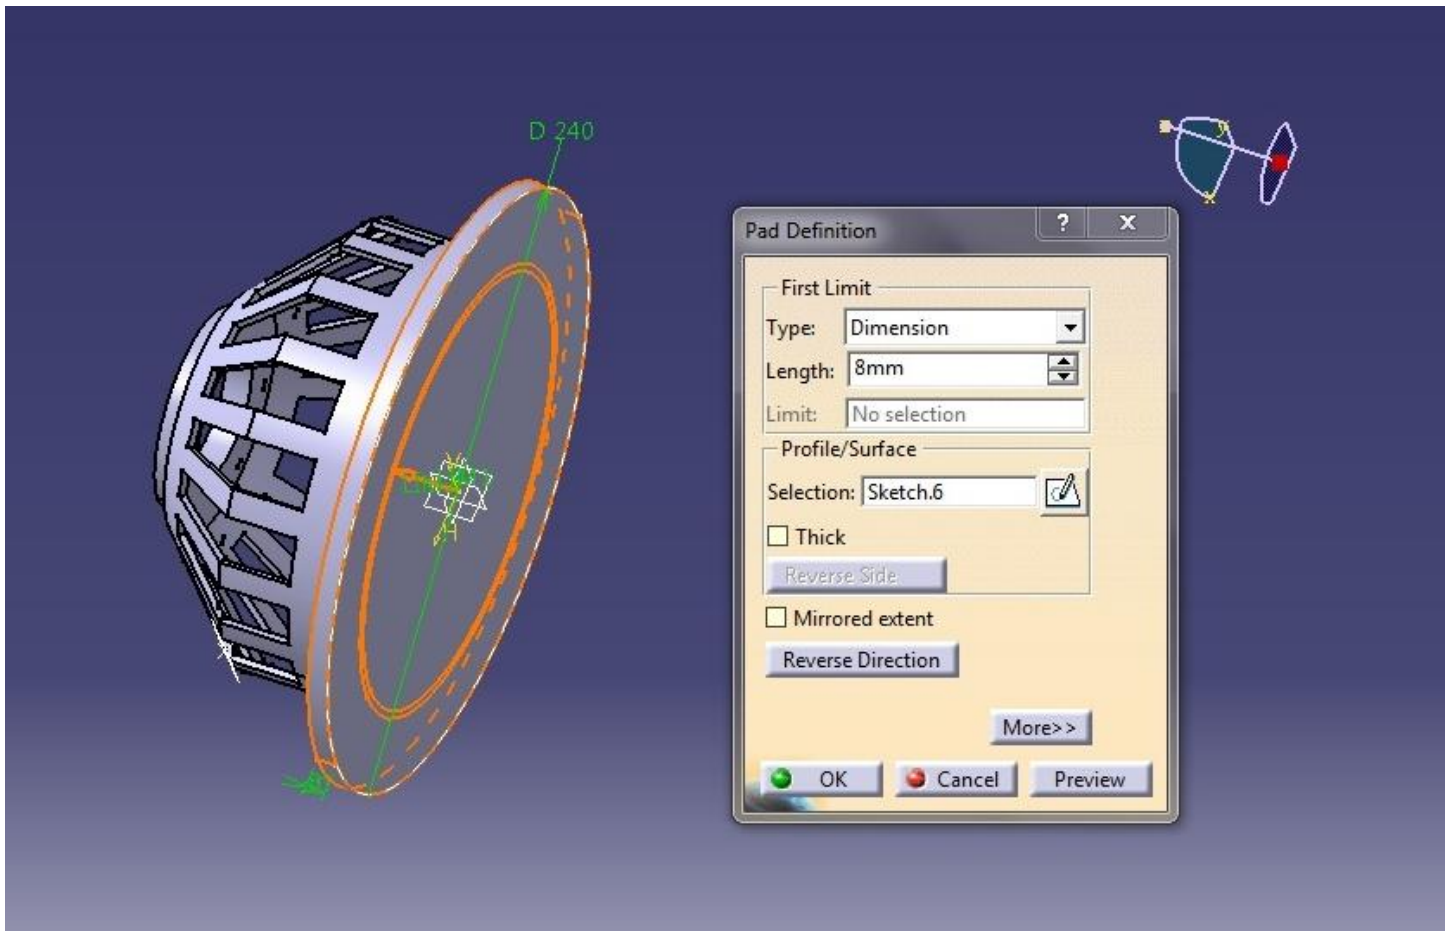 D 240
y
x
Pad Definition
? X
First Limit
Type: Dimension
Length: 8mm
Limit: No selection
Profile/Surface
Selection: Sketch.6
Thick
Reverse Side
Mirrored extent
Reverse Direction
More>>
OK Cancel Preview